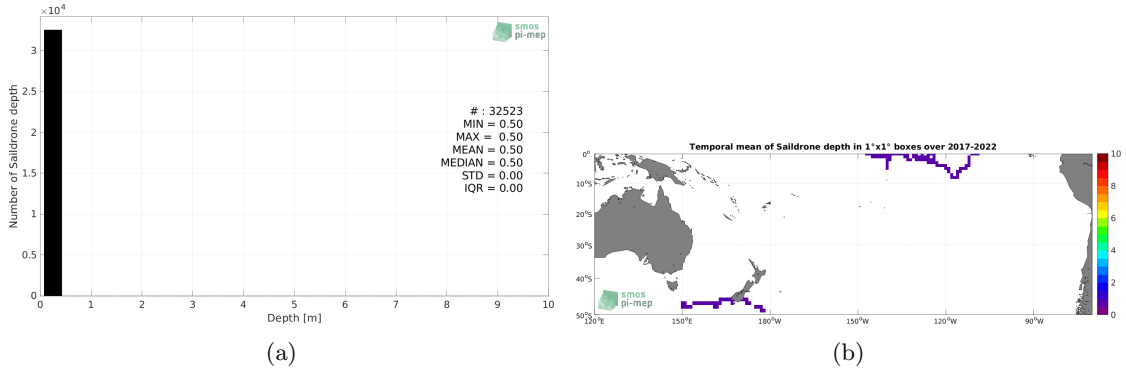 ×10⁴
smos
pi-mep
3
2.5
2
1.5
1
0.5
0
Number of Saildrone depth
# : 32523
MIN = 0.50
MAX = 0.50
MEAN = 0.50
MEDIAN = 0.50
STD = 0.00
IQR = 0.00
0 1 2 3 4 5 6 7 8 9 10
Depth [m]
(a)
Temporal mean of Saildrone depth in 1°x1° boxes over 2017-2022
0°
10°S
20°S
30°S
40°S
50°S
120°E 150°E 180°W 150°W 120°W 90°W
smos
pi-mep
10
8
6
4
2
0
(b)